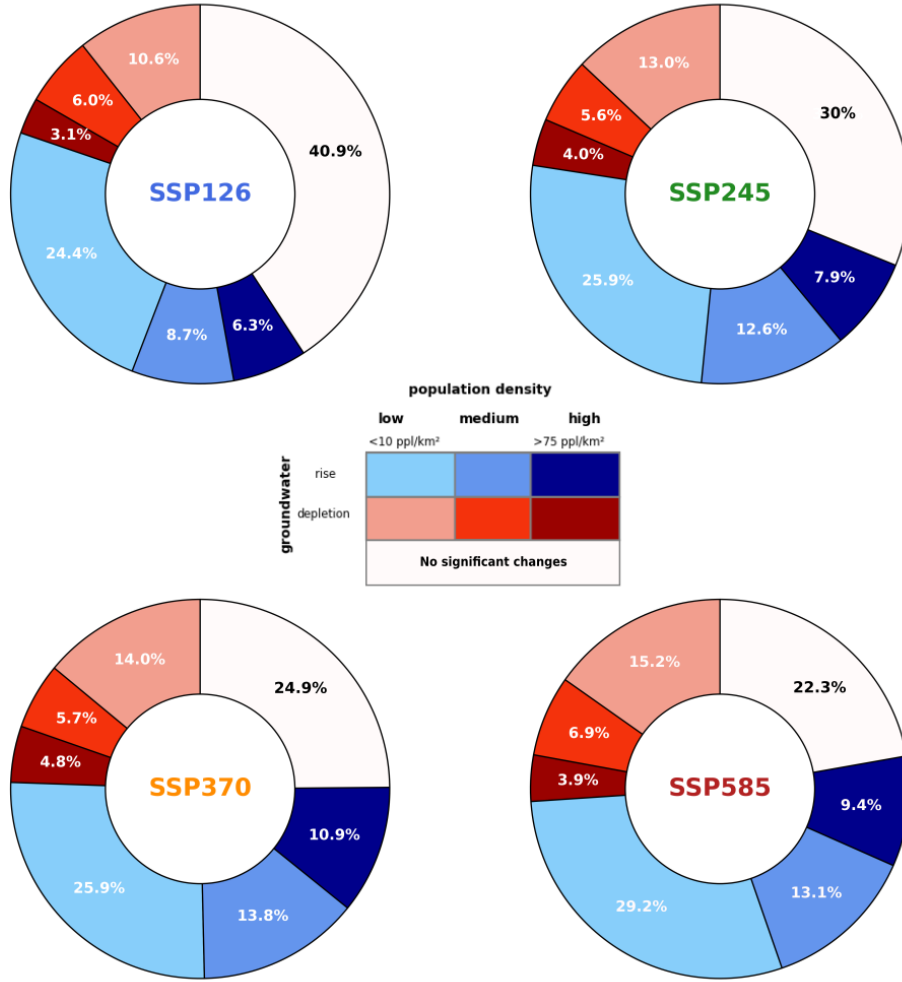 10.6%
6.0%
3.1%
40.9%
SSP126
24.4%
8.7%
6.3%
13.0%
5.6%
4.0%
30%
SSP245
25.9%
12.6%
7.9%
population density
low medium high
<10 ppl/km² >75 ppl/km²
groundwater
rise
depletion
No significant changes
14.0%
5.7%
4.8%
24.9%
SSP370
25.9%
13.8%
10.9%
15.2%
6.9%
3.9%
22.3%
SSP585
29.2%
13.1%
9.4%